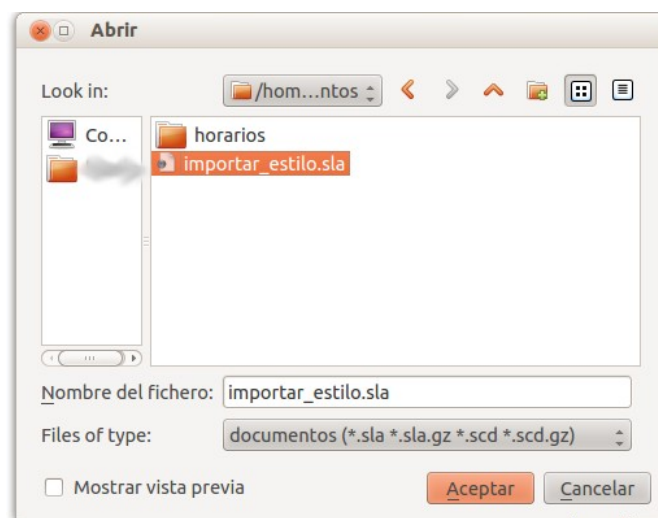 Abrir
Look in:
/hom...ntos
Co...
horarios
importar_estilo.sla
Nombre del fichero:
importar_estilo.sla
Files of type:
documentos (*.sla *.sla.gz *.scd *.scd.gz)
Mostrar vista previa
Aceptar
Cancelar